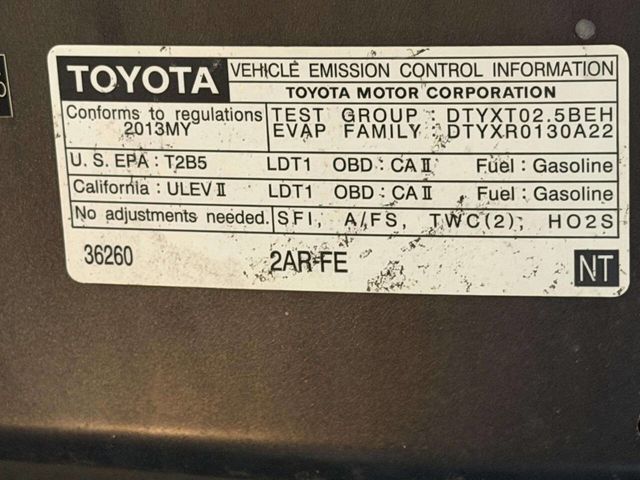 TOYOTA VEHICLE EMISSION CONTROL INFORMATION
TOYOTA MOTOR CORPORATION
Conforms to regulations
2013MY
TEST GROUP : DTYXT02.5BEH
EVAP FAMILY : DTYXR0130A22
U. S. EPA : T2B5 LDT1 OBD : CA II Fuel : Gasoline
California : ULEV II LDT1 OBD : CA II Fuel : Gasoline
No adjustments needed. SFI, A/FS, TWC(2), HO2S
36260 2AR-FE NT